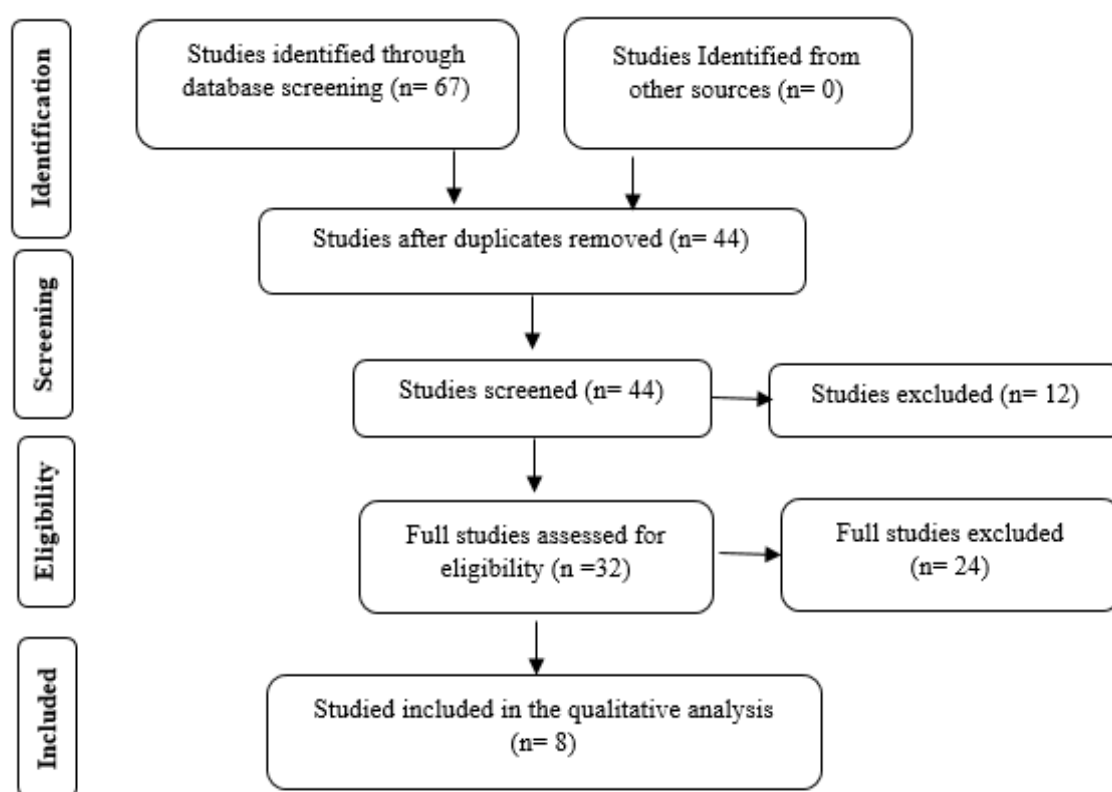 Identification
Studies identified through
database screening (n= 67)
Studies Identified from
other sources (n= 0)
Studies after duplicates removed (n= 44)
Screening
Studies screened (n= 44)
Studies excluded (n= 12)
Eligibility
Full studies assessed for
eligibility (n =32)
Full studies excluded
(n= 24)
Included
Studied included in the qualitative analysis
(n= 8)